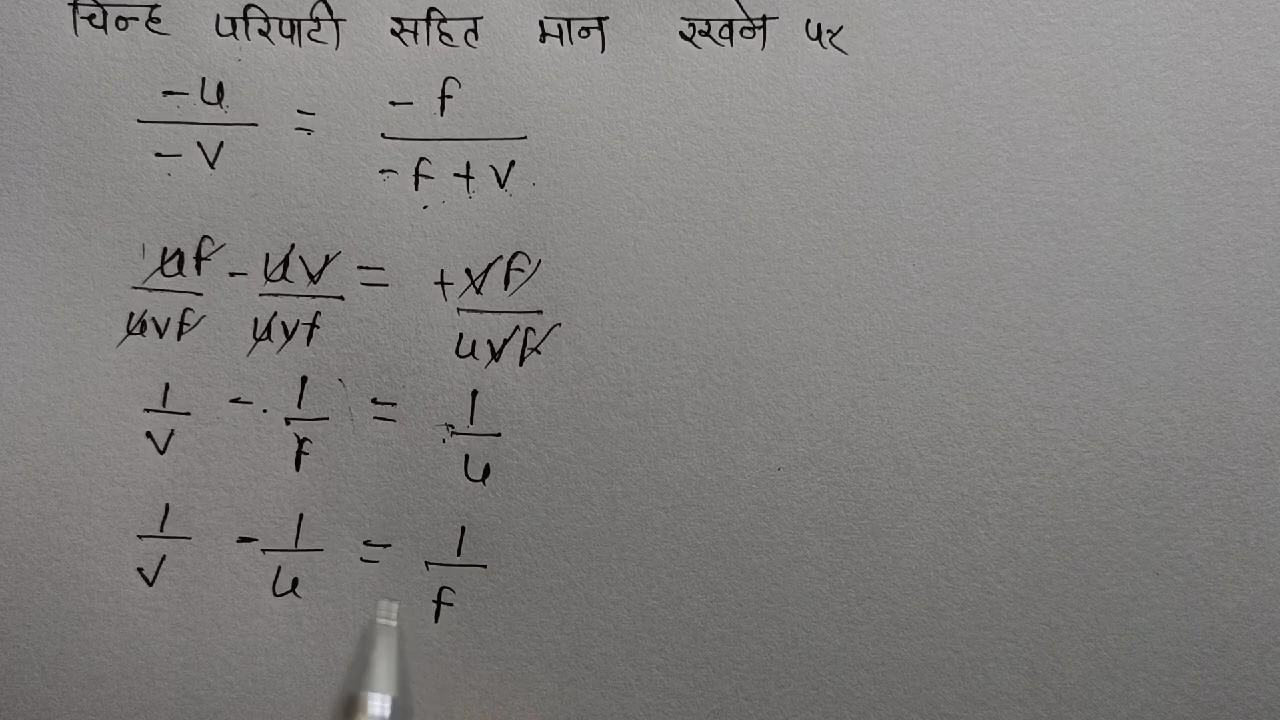 चिन्ह परिपाटी सहित मान रखने पर
-u/-v = -f/-f+v
uf/uvf - uv/uvf = +vf/uvf
1/v - 1/f = 1/u
1/v - 1/u = 1/f